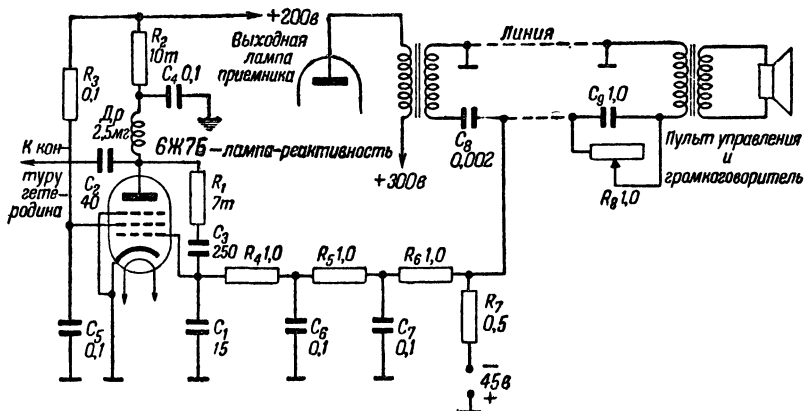 +200в
Выходная
лампа
приемника
Линия
R₂
10т
C₄ 0,1
R₃
0,1
Др
2,5мг
6Ж7Б – лампа-реактивность
К кон-
туру гете-
родина
C₂
40
R₁
7т
C₃
250
+300в
C₈
0,002
C₉ 1,0
R₈ 1,0
Пульт управления
и
громкоговоритель
R₄ 1,0
R₅ 1,0
R₆ 1,0
R₇
0,5
C₅
0,1
C₁
15
C₆
0,1
C₇
0,1
–
45в
+